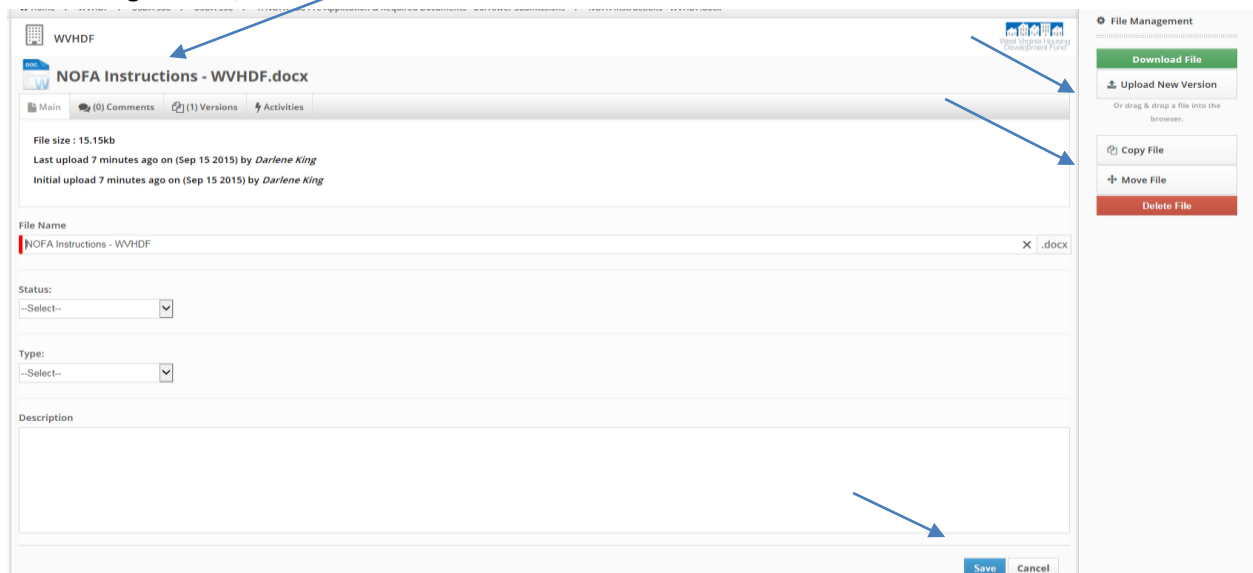 WVHDF
West Virginia Housing
Development Fund
DOC
W
NOFA Instructions - WVHDF.docx
Main (0) Comments (1) Versions Activities
File size : 15.15kb
Last upload 7 minutes ago on (Sep 15 2015) by Darlene King
Initial upload 7 minutes ago on (Sep 15 2015) by Darlene King
File Name
NOFA Instructions - WVHDF × .docx
Status:
--Select--
Type:
--Select--
Description
Save Cancel
File Management
Download File
Upload New Version
Or drag & drop a file into the
browser.
Copy File
Move File
Delete File